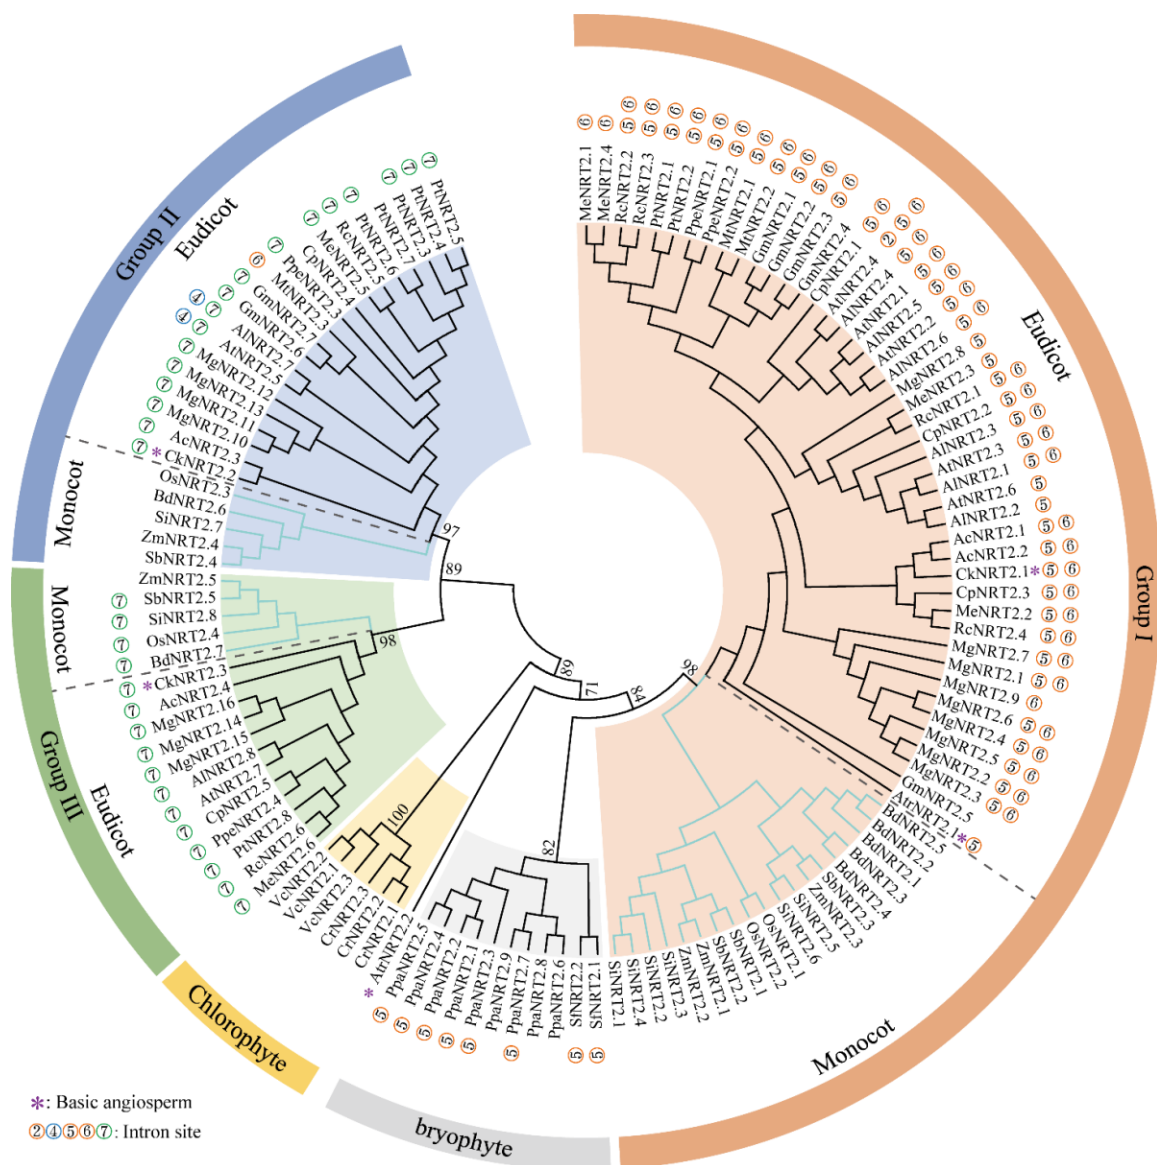 Group I
Eudicot
Monocot
MeNRT2.1
MeNRT2.4
RcNRT2.2
RcNRT2.3
PtNRT2.1
PtNRT2.2
PpeNRT2.1
PpeNRT2.2
MtNRT2.1
MtNRT2.2
GmNRT2.1
GmNRT2.2
GmNRT2.3
GmNRT2.4
CpNRT2.1
AlNRT2.4
AtNRT2.4
AtNRT2.1
AlNRT2.5
AtNRT2.2
AlNRT2.6
MgNRT2.8
MeNRT2.3
RcNRT2.1
CpNRT2.2
AlNRT2.3
AtNRT2.3
AlNRT2.1
AtNRT2.6
AlNRT2.2
AcNRT2.1
AcNRT2.2
CkNRT2.1*
CpNRT2.3
MeNRT2.2
RcNRT2.4
MgNRT2.7
MgNRT2.1
MgNRT2.9
MgNRT2.6
MgNRT2.4
MgNRT2.5
MgNRT2.2
MgNRT2.3
GmNRT2.5
AtrNRT2.1*
BdNRT2.5
BdNRT2.2
BdNRT2.1
BdNRT2.3
BdNRT2.4
SbNRT2.3
ZmNRT2.3
SiNRT2.5
SiNRT2.6
OsNRT2.1
OsNRT2.2
SbNRT2.2
SbNRT2.1
ZmNRT2.1
ZmNRT2.2
SiNRT2.3
SiNRT2.2
SiNRT2.4
SiNRT2.1
bryophyte
SfNRT2.1
SfNRT2.2
PpaNRT2.6
PpaNRT2.8
PpaNRT2.7
PpaNRT2.9
PpaNRT2.3
PpaNRT2.1
PpaNRT2.2
PpaNRT2.4
PpaNRT2.5
*
AtrNRT2.2
Chlorophyte
CrNRT2.1
CrNRT2.2
CrNRT2.3
VcNRT2.3
VcNRT2.1
VcNRT2.2
Group III
Eudicot
Monocot
MeNRT2.6
RcNRT2.6
PtNRT2.8
PpeNRT2.4
CpNRT2.5
AtNRT2.7
AlNRT2.8
MgNRT2.15
MgNRT2.14
MgNRT2.16
AcNRT2.4
*CkNRT2.3
BdNRT2.7
OsNRT2.4
SiNRT2.8
SbNRT2.5
ZmNRT2.5
Group II
Monocot
Eudicot
SbNRT2.4
ZmNRT2.4
SiNRT2.7
BdNRT2.6
OsNRT2.3
*CkNRT2.2
AcNRT2.3
MgNRT2.10
MgNRT2.11
MgNRT2.13
MgNRT2.12
AtNRT2.5
AlNRT2.7
GmNRT2.6
GmNRT2.7
MtNRT2.3
PpeNRT2.3
CpNRT2.4
MeNRT2.5
RcNRT2.5
PtNRT2.6
PtNRT2.7
PtNRT2.3
PtNRT2.4
PtNRT2.5
97
89
98
100
89
71
84
98
82
*: Basic angiosperm
②④⑤⑥⑦: Intron site